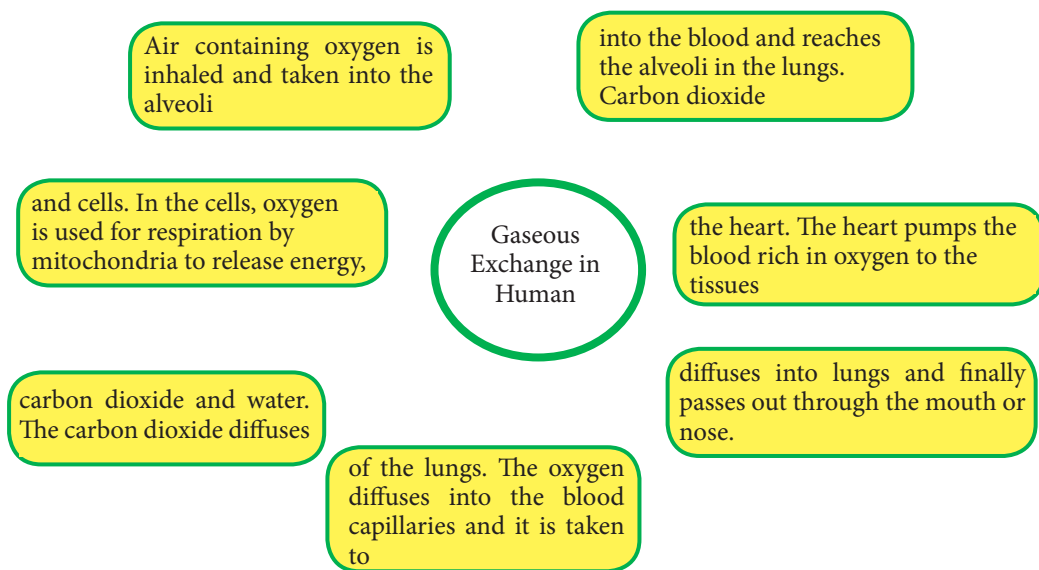 Air containing oxygen is
inhaled and taken into the
alveoli
into the blood and reaches
the alveoli in the lungs.
Carbon dioxide
and cells. In the cells, oxygen
is used for respiration by
mitochondria to release energy,
Gaseous
Exchange in
Human
the heart. The heart pumps the
blood rich in oxygen to the
tissues
carbon dioxide and water.
The carbon dioxide diffuses
diffuses into lungs and finally
passes out through the mouth or
nose.
of the lungs. The oxygen
diffuses into the blood
capillaries and it is taken
to